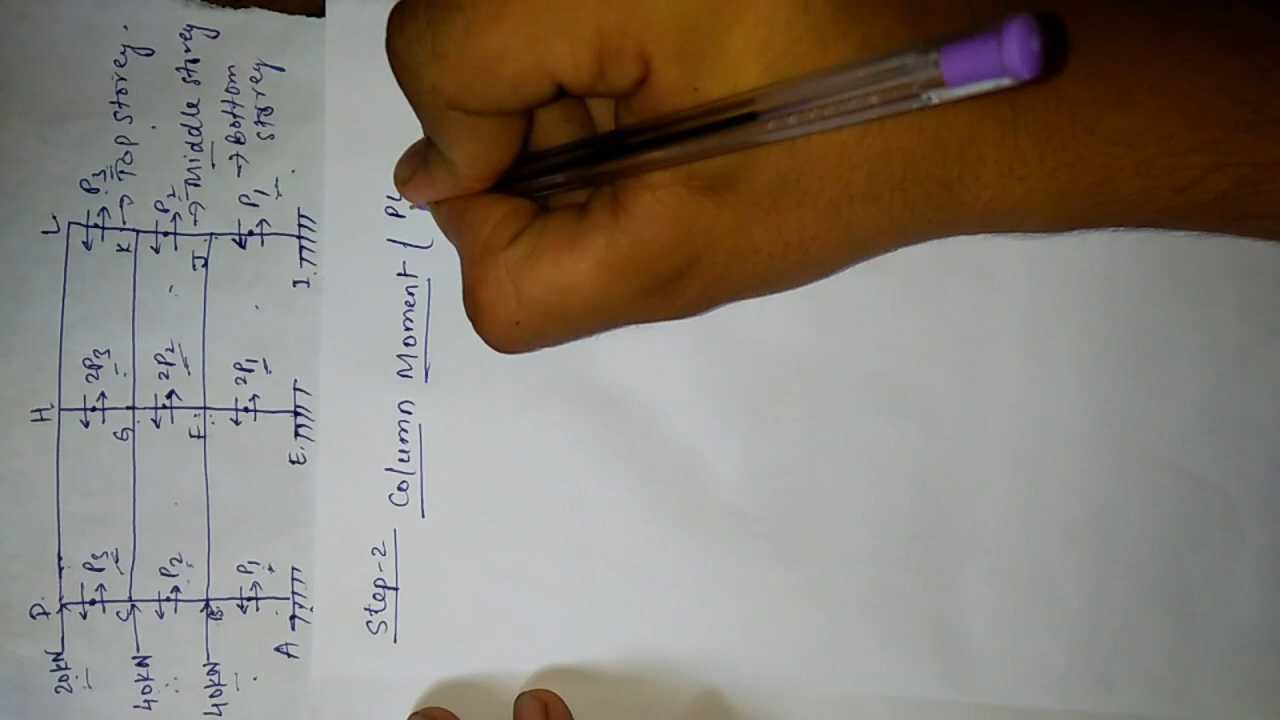 D H L
20kN P3 2P3 P3 → Top storey.
C G K
40kN P2 2P2 P2 → Middle storey
B F J
40kN P1 2P1 P1 → Bottom
storey
A E I
Step-2 Column Moment (